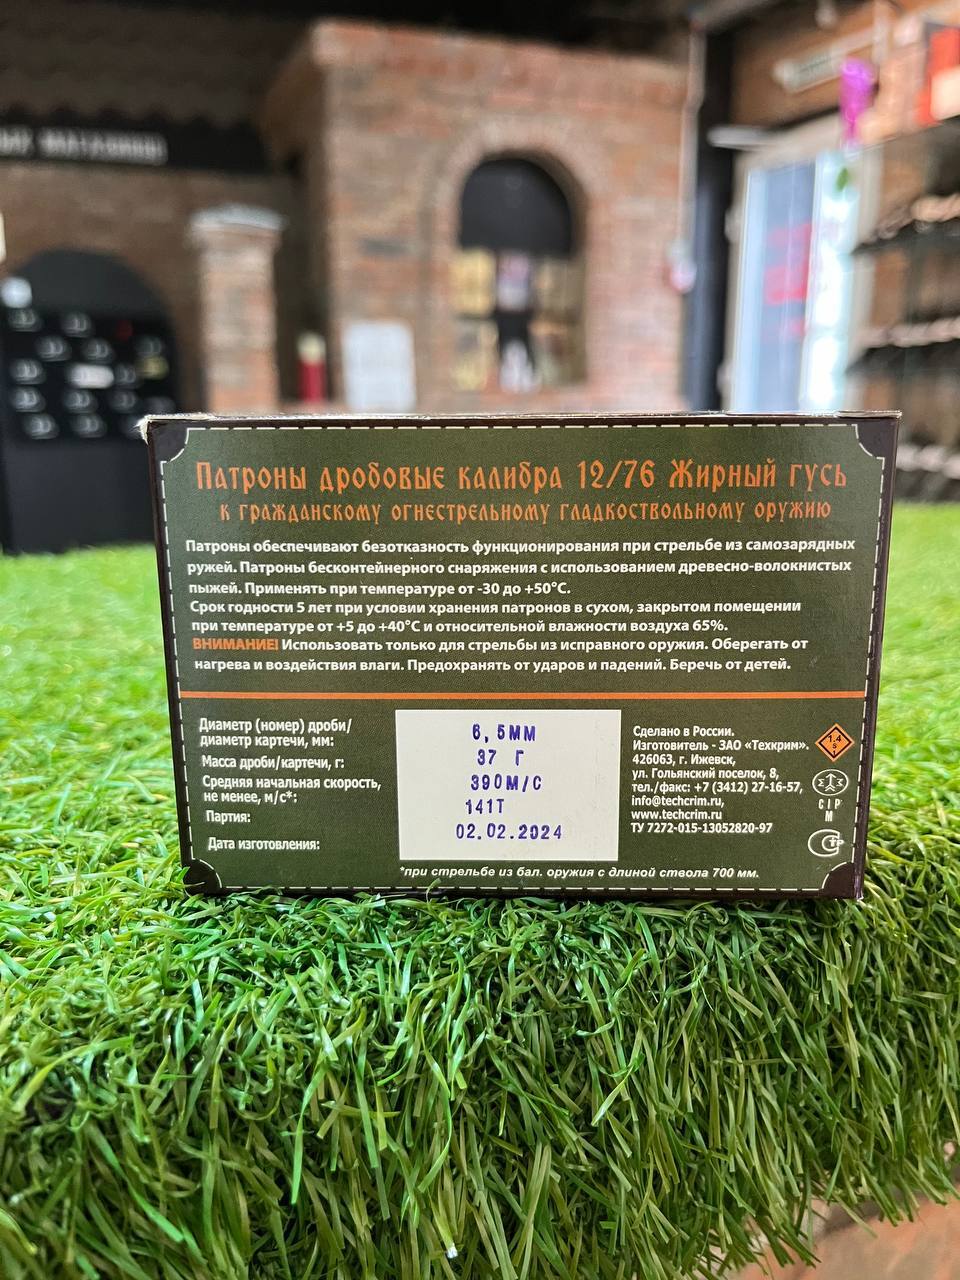 Патроны дробовые калибра 12/76 Жирный гусь
к гражданскому огнестрельному гладкоствольному оружию
Патроны обеспечивают безотказность функционирования при стрельбе из самозарядных
ружей. Патроны бесконтейнерного снаряжения с использованием древесно-волокнистых
пыжей. Применять при температуре от -30 до +50°С.
Срок годности 5 лет при условии хранения патронов в сухом, закрытом помещении
при температуре от +5 до +40°С и относительной влажности воздуха 65%.
ВНИМАНИЕ! Использовать только для стрельбы из исправного оружия. Оберегать от
нагрева и воздействия влаги. Предохранять от ударов и падений. Беречь от детей.
Диаметр (номер) дроби/
диаметр картечи, мм:
Масса дроби/картечи, г:
Средняя начальная скорость,
не менее, м/с*:
Партия:
Дата изготовления:
6,5ММ
37 Г
390М/С
141Т
02.02.2024
Сделано в России.
Изготовитель - ЗАО «Техкрим».
426063, г. Ижевск,
ул. Гольянский поселок, 8,
тел./факс: +7 (3412) 27-16-57,
info@techcrim.ru,
www.techcrim.ru
ТУ 7272-015-13052820-97
1.4
S
CIP
M
*при стрельбе из бал. оружия с длиной ствола 700 мм.